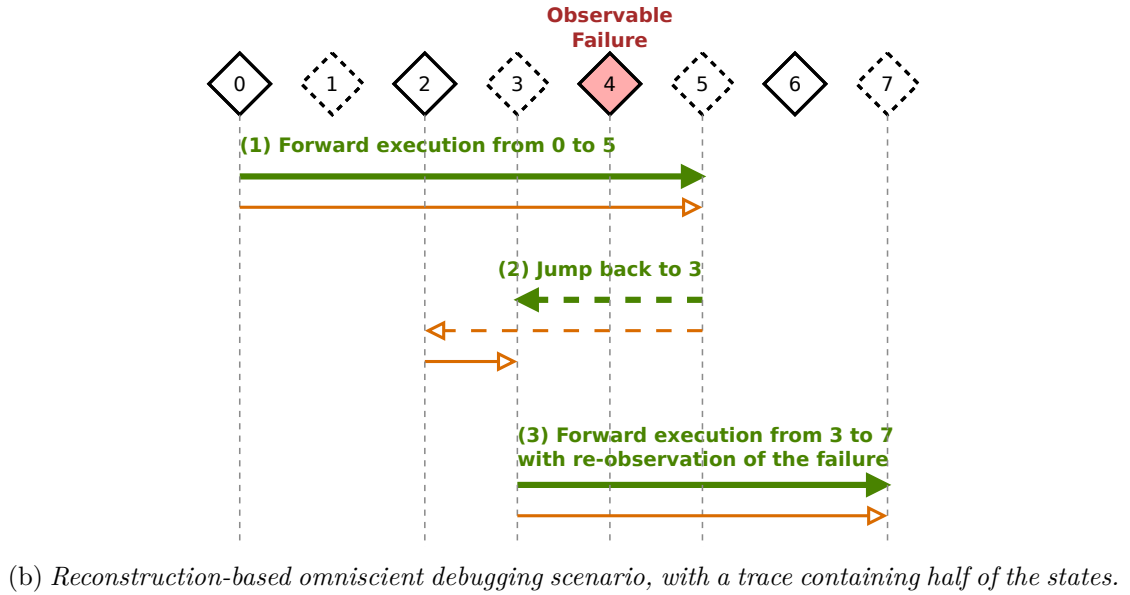 Observable
Failure
0 1 2 3 4 5 6 7
(1) Forward execution from 0 to 5
(2) Jump back to 3
(3) Forward execution from 3 to 7
with re-observation of the failure
(b) Reconstruction-based omniscient debugging scenario, with a trace containing half of the states.